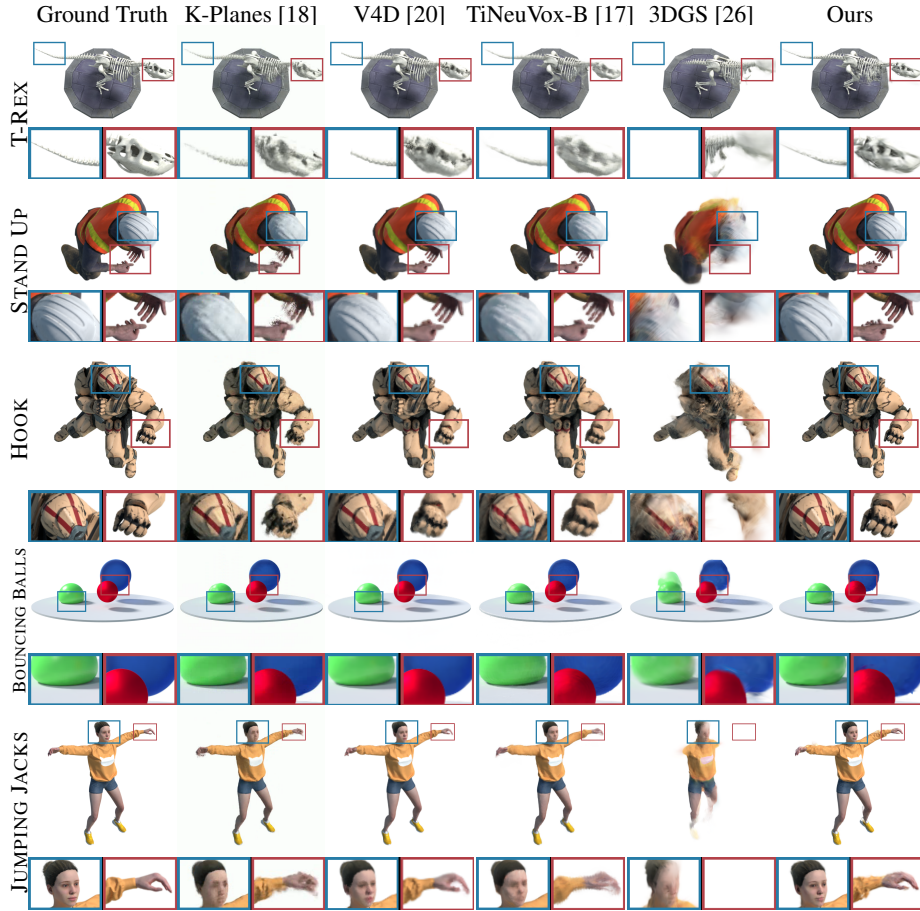 Ground Truth K-Planes [18] V4D [20] TiNeuVox-B [17] 3DGS [26] Ours
T-REX
STAND UP
HOOK
BOUNCING BALLS
JUMPING JACKS